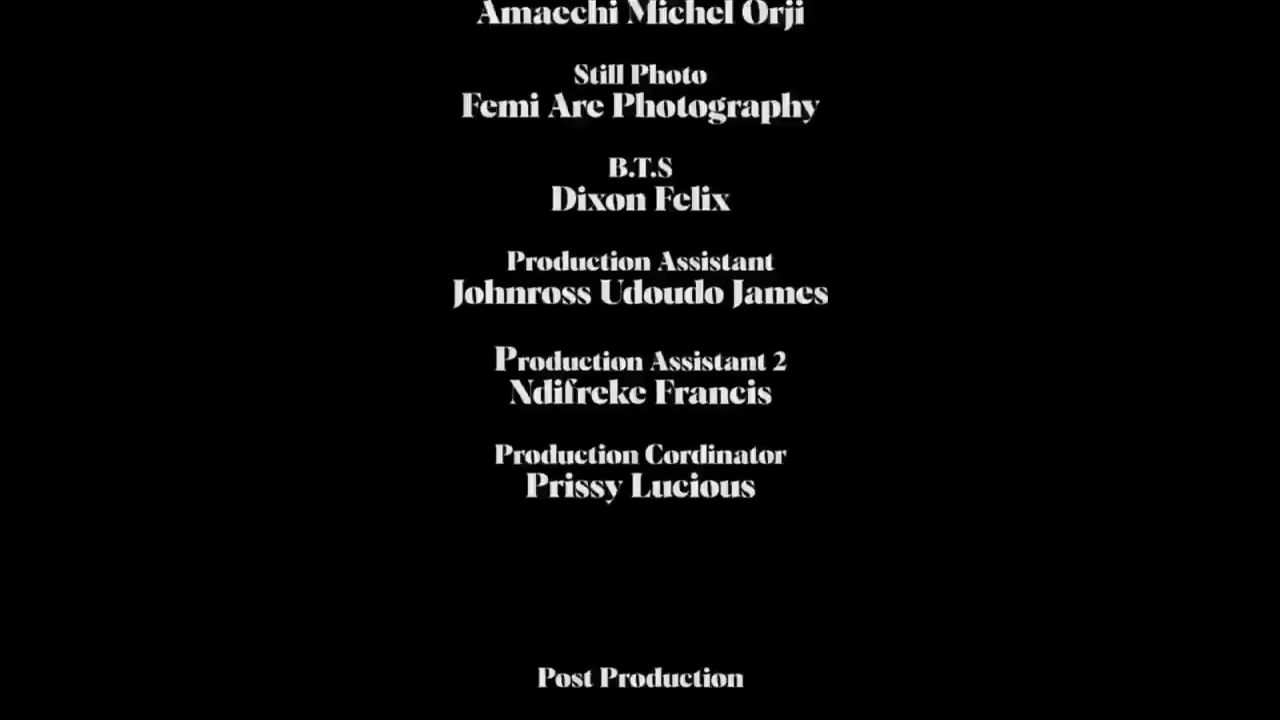 Amaechi Michel Orji
Still Photo
Femi Are Photography
B.T.S
Dixon Felix
Production Assistant
Johnross Udoudo James
Production Assistant 2
Ndifreke Francis
Production Cordinator
Prissy Lucious
Post Production